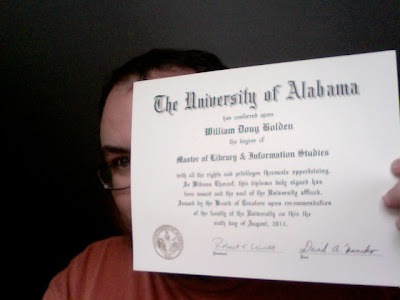 The University of Alabama
has conferred upon
William Doug Bolden
the degree of
Master of Library & Information Studies
with all the rights and privileges thereunto appertaining.
In Witness Thereof, this diploma duly signed has
been issued and the seal of the University affixed.
Issued by the Board of Trustees upon recommendation
of the faculty at the University on this the
sixth day of August, 2011.
President